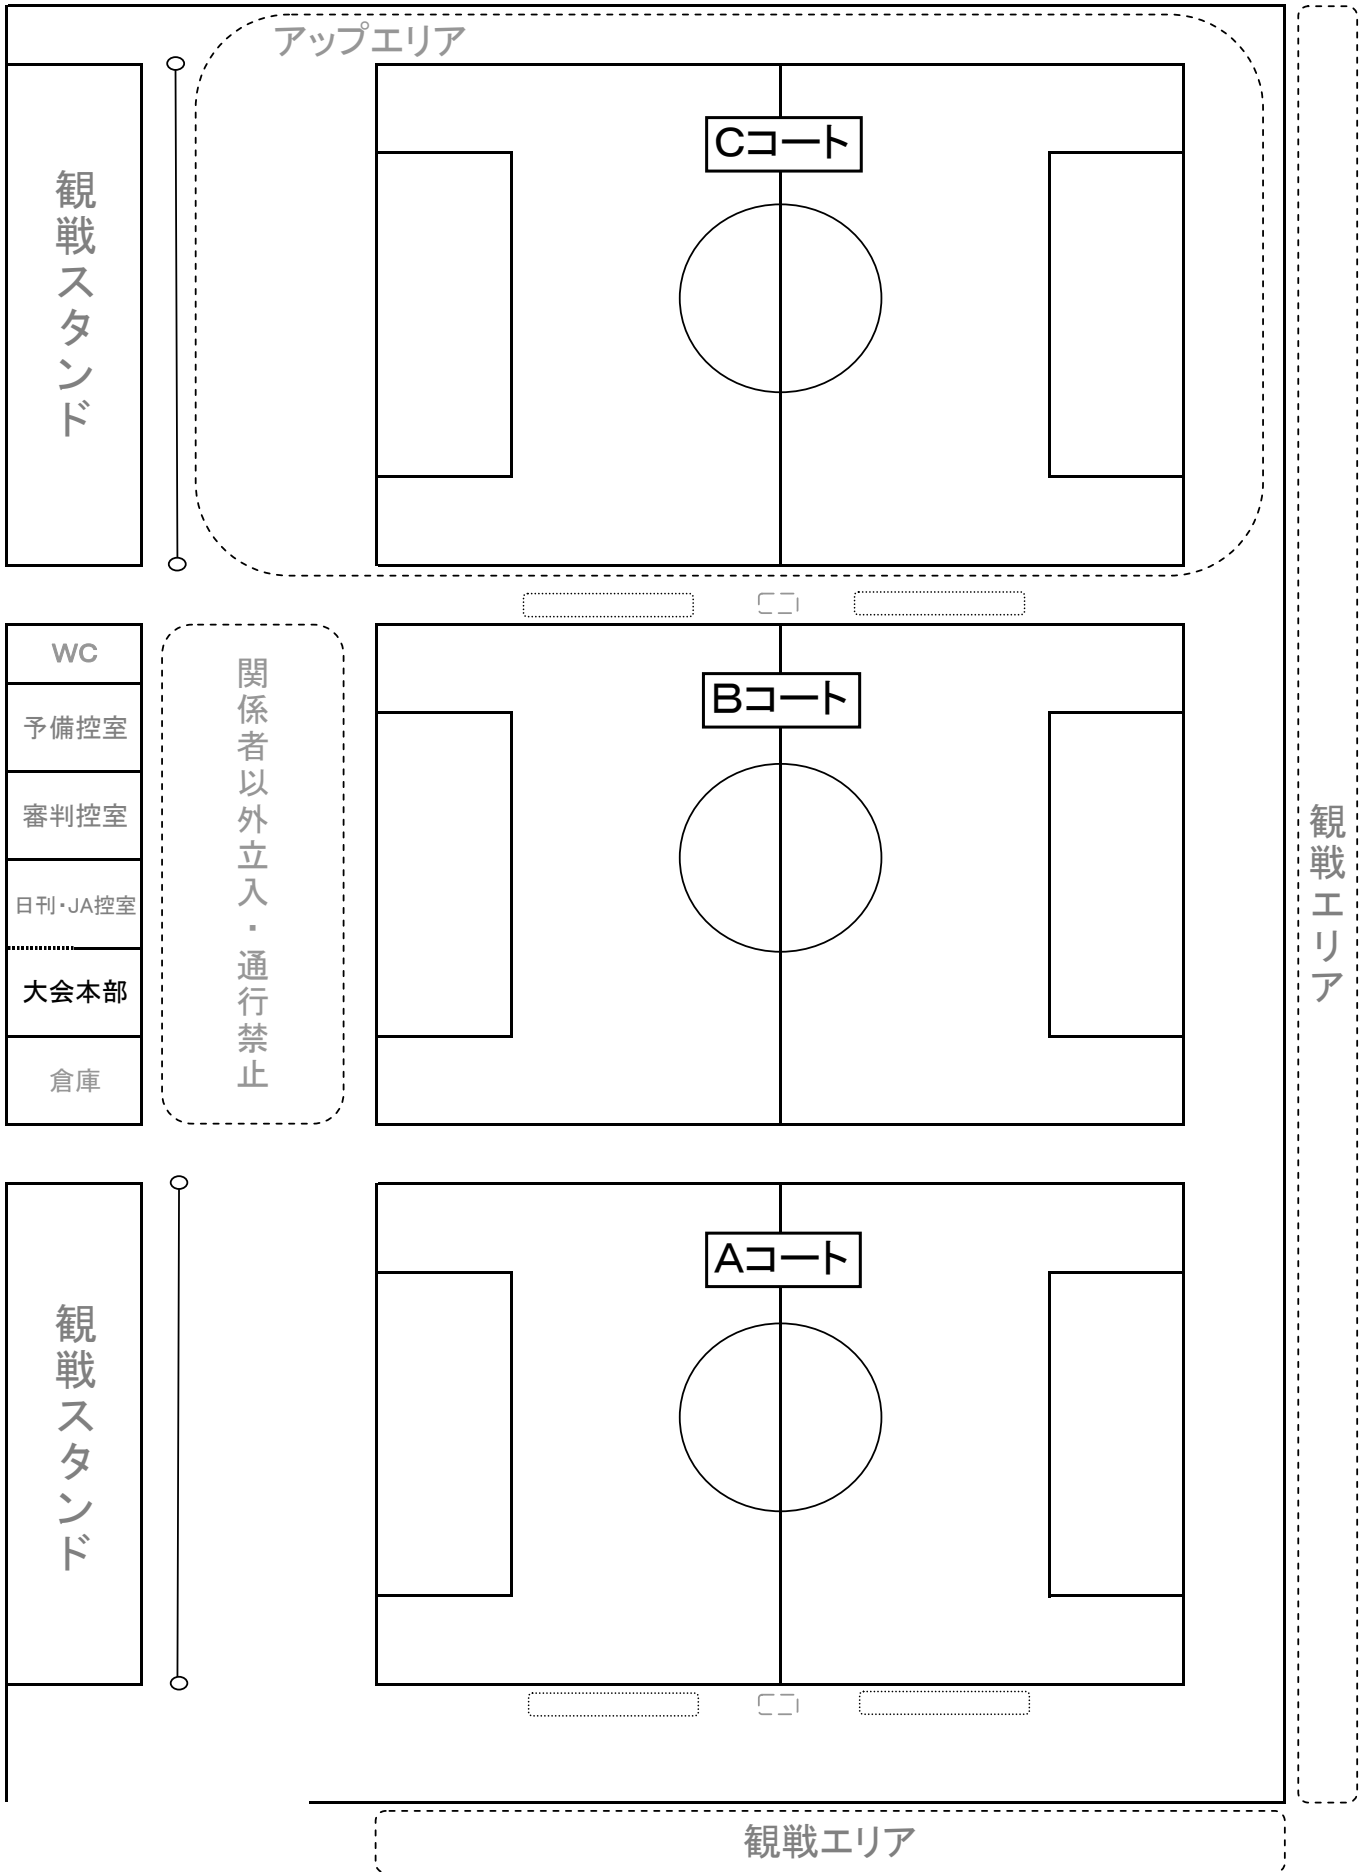 アップエリア
Cコート
観戦スタンド
WC
予備控室
審判控室
日刊・JA控室
大会本部
倉庫
関係者以外立入・通行禁止
Bコート
観戦エリア
Aコート
観戦スタンド
観戦エリア